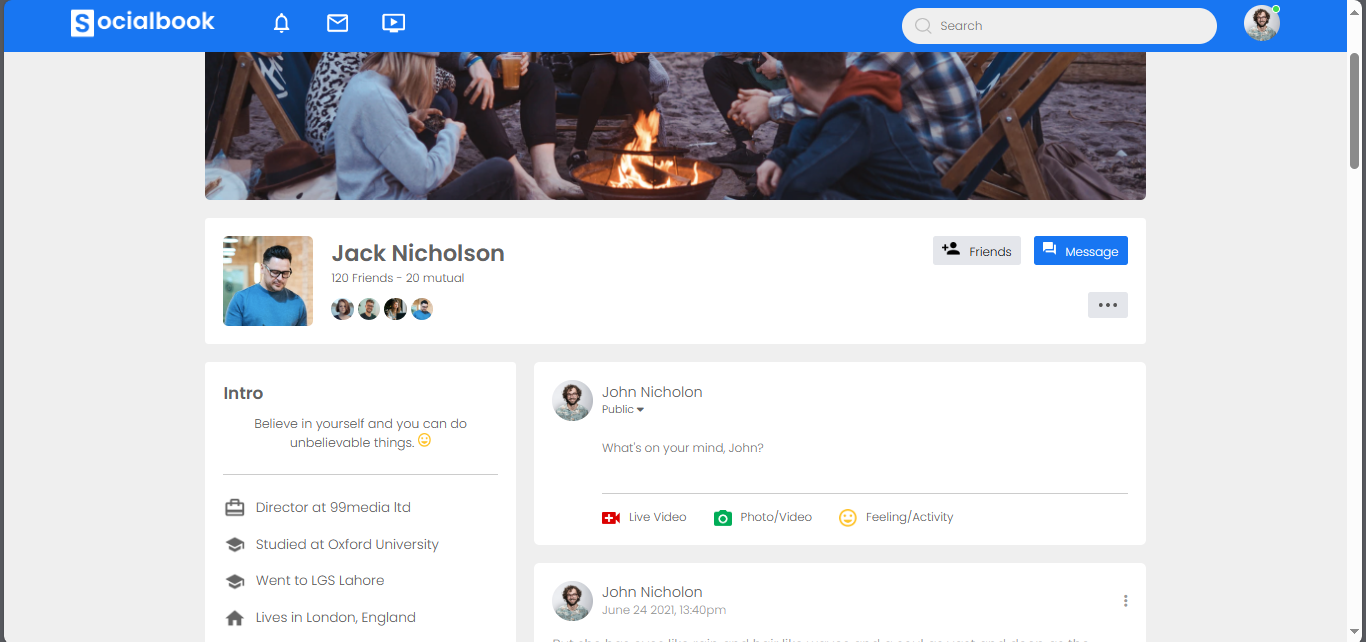 Socialbook
Search
Jack Nicholson
120 Friends - 20 mutual
Friends
Message
Intro
Believe in yourself and you can do
unbelievable things.
Director at 99media ltd
Studied at Oxford University
Went to LGS Lahore
Lives in London, England
John Nicholon
Public
What's on your mind, John?
Live Video
Photo/Video
Feeling/Activity
John Nicholon
June 24 2021, 13:40pm